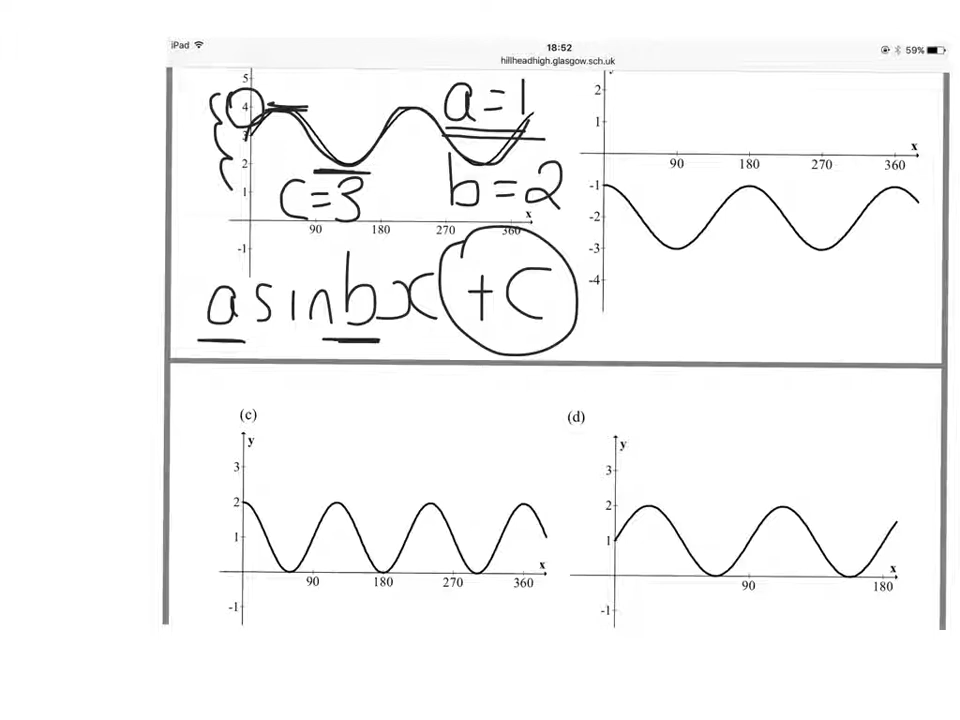 iPad 18:52 59%
hillheadhigh.glasgow.sch.uk
5
4
3
2
1
-1
90 180 270 360 x
a = 1
b = 2
c = 3
a sin bx + c
2
1
-1
-2
-3
-4
90 180 270 360 x
(c)
y
3
2
1
-1
90 180 270 360 x
(d)
y
3
2
1
-1
90 180 x